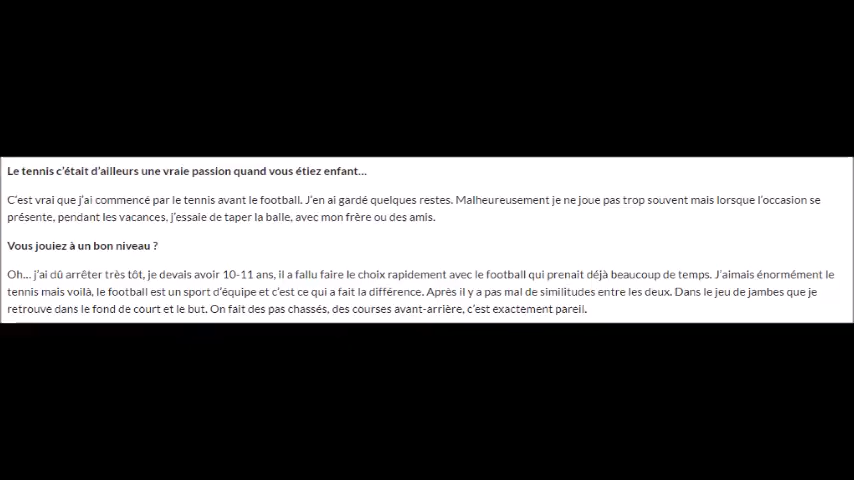 Le tennis c'était d'ailleurs une vraie passion quand vous étiez enfant...
C'est vrai que j'ai commencé par le tennis avant le football. J'en ai gardé quelques restes. Malheureusement je ne joue pas trop souvent mais lorsque l'occasion se
présente, pendant les vacances, j'essaie de taper la balle, avec mon frère ou des amis.
Vous jouiez à un bon niveau ?
Oh... j'ai dû arrêter très tôt, je devais avoir 10-11 ans, il a fallu faire le choix rapidement avec le football qui prenait déjà beaucoup de temps. J'aimais énormément le
tennis mais voilà, le football est un sport d'équipe et c'est ce qui a fait la différence. Après il y a pas mal de similitudes entre les deux. Dans le jeu de jambes que je
retrouve dans le fond de court et le but. On fait des pas chassés, des courses avant-arrière, c'est exactement pareil.